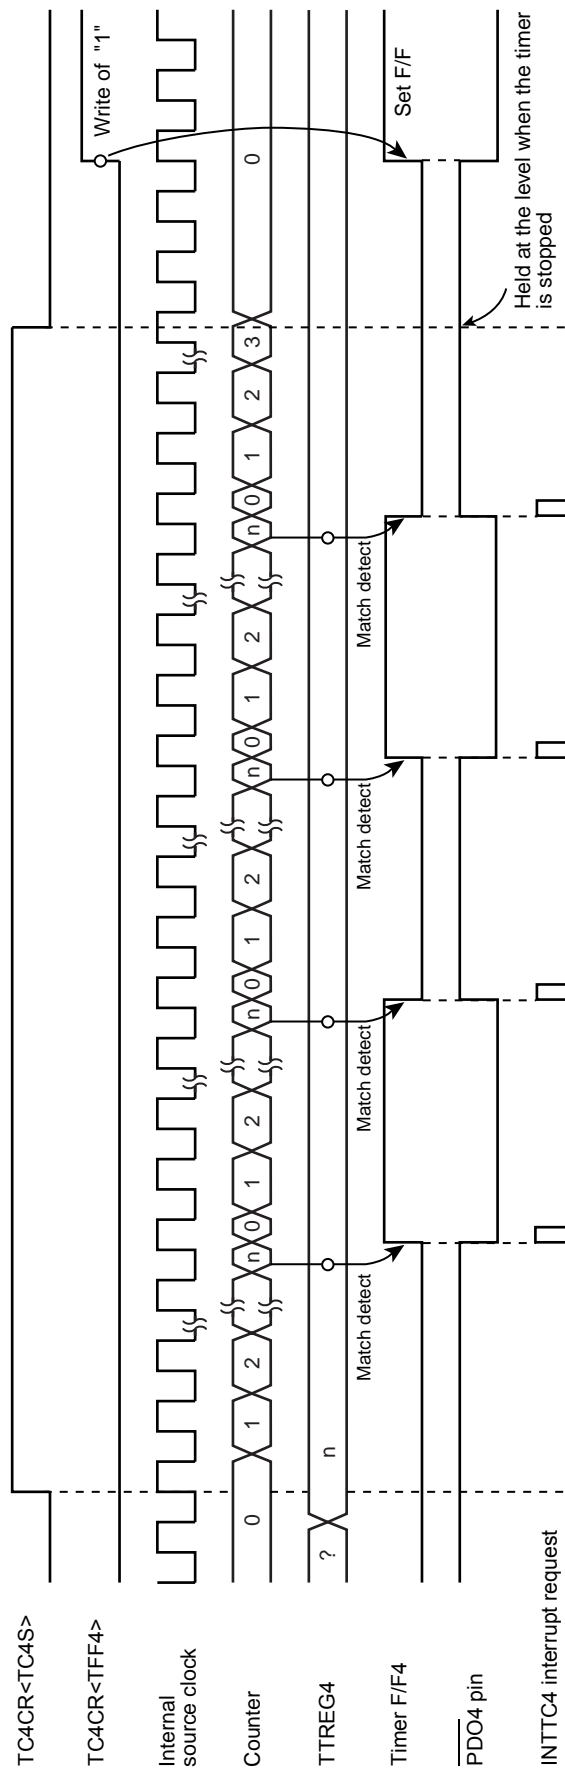 TC4CR<TC4S>
TC4CR<TFF4>
Write of "1"
Internal
source clock
Counter
0 1 2 n 0 1 2 n 0 1 2 n 0 1 2 n 0 1 2 3 0
TTREG4
? n
Match detect
Match detect
Match detect
Match detect
Timer F/F4
Set F/F
PDO4 pin
Held at the level when the timer
is stopped
INTTC4 interrupt request